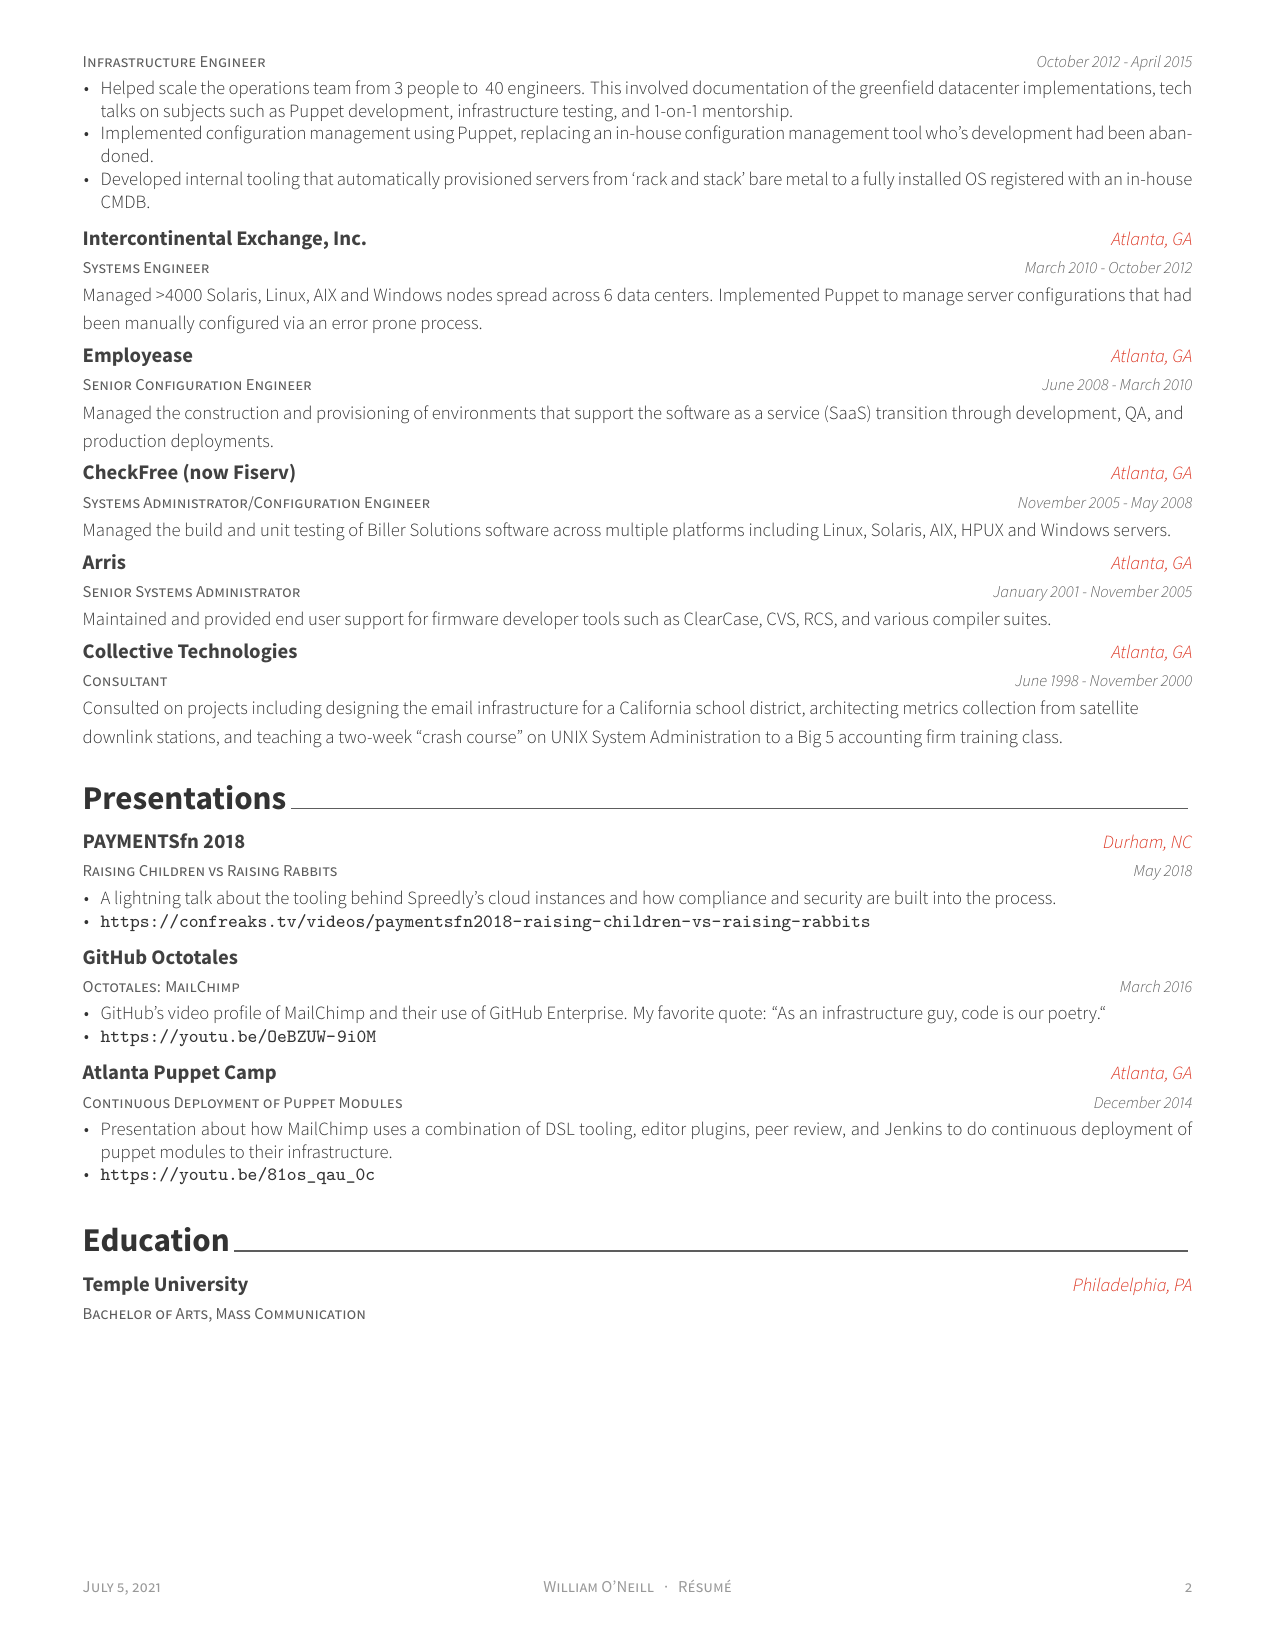 Infrastructure Engineer October 2012 - April 2015
• Helped scale the operations team from 3 people to 40 engineers. This involved documentation of the greenfield datacenter implementations, tech
talks on subjects such as Puppet development, infrastructure testing, and 1-on-1 mentorship.
• Implemented configuration management using Puppet, replacing an in-house configuration management tool who’s development had been aban-
doned.
• Developed internal tooling that automatically provisioned servers from ‘rack and stack’ bare metal to a fully installed OS registered with an in-house
CMDB.
Intercontinental Exchange, Inc. Atlanta, GA
Systems Engineer March 2010 - October 2012
Managed >4000 Solaris, Linux, AIX and Windows nodes spread across 6 data centers. Implemented Puppet to manage server configurations that had
been manually configured via an error prone process.
Employease Atlanta, GA
Senior Configuration Engineer June 2008 - March 2010
Managed the construction and provisioning of environments that support the software as a service (SaaS) transition through development, QA, and
production deployments.
CheckFree (now Fiserv) Atlanta, GA
Systems Administrator/Configuration Engineer November 2005 - May 2008
Managed the build and unit testing of Biller Solutions software across multiple platforms including Linux, Solaris, AIX, HPUX and Windows servers.
Arris Atlanta, GA
Senior Systems Administrator January 2001 - November 2005
Maintained and provided end user support for firmware developer tools such as ClearCase, CVS, RCS, and various compiler suites.
Collective Technologies Atlanta, GA
Consultant June 1998 - November 2000
Consulted on projects including designing the email infrastructure for a California school district, architecting metrics collection from satellite
downlink stations, and teaching a two-week “crash course” on UNIX System Administration to a Big 5 accounting firm training class.
Presentations
PAYMENTSfn 2018 Durham, NC
Raising Children vs Raising Rabbits May 2018
• A lightning talk about the tooling behind Spreedly’s cloud instances and how compliance and security are built into the process.
• https://confreaks.tv/videos/paymentsfn2018-raising-children-vs-raising-rabbits
GitHub Octotales
Octotales: MailChimp March 2016
• GitHub’s video profile of MailChimp and their use of GitHub Enterprise. My favorite quote: “As an infrastructure guy, code is our poetry.“
• https://youtu.be/OeBZUW-9i0M
Atlanta Puppet Camp Atlanta, GA
Continuous Deployment of Puppet Modules December 2014
• Presentation about how MailChimp uses a combination of DSL tooling, editor plugins, peer review, and Jenkins to do continuous deployment of
puppet modules to their infrastructure.
• https://youtu.be/81os_qau_0c
Education
Temple University Philadelphia, PA
Bachelor of Arts, Mass Communication
July 5, 2021 William O’Neill · Résumé 2